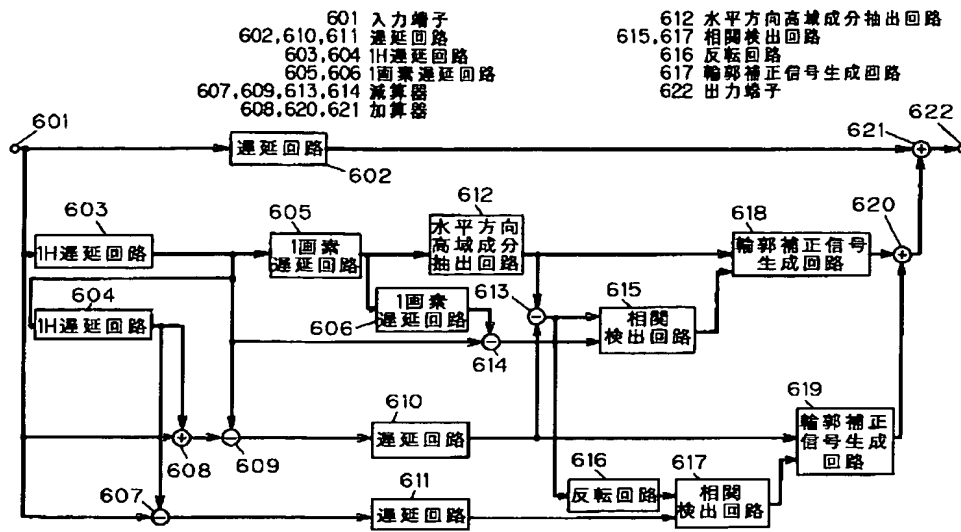 601 入力端子
602,610,611 遅延回路
603,604 1H遅延回路
605,606 1画素遅延回路
607,609,613,614 減算器
608,620,621 加算器
612 水平方向高域成分抽出回路
615,617 相関検出回路
616 反転回路
617 輪郭補正信号生成回路
622 出力端子
601
621
622
遅延回路
602
603
605
612
618
620
1H遅延回路
1画素
遅延回路
水平方向
高域成分
抽出回路
輪郭補正信号
生成回路
604
1H遅延回路
606
1画素
遅延回路
613
615
相関
検出回路
614
610
遅延回路
619
輪郭補正
信号生成
回路
608
609
607
611
遅延回路
616
反転回路
617
相関
検出回路